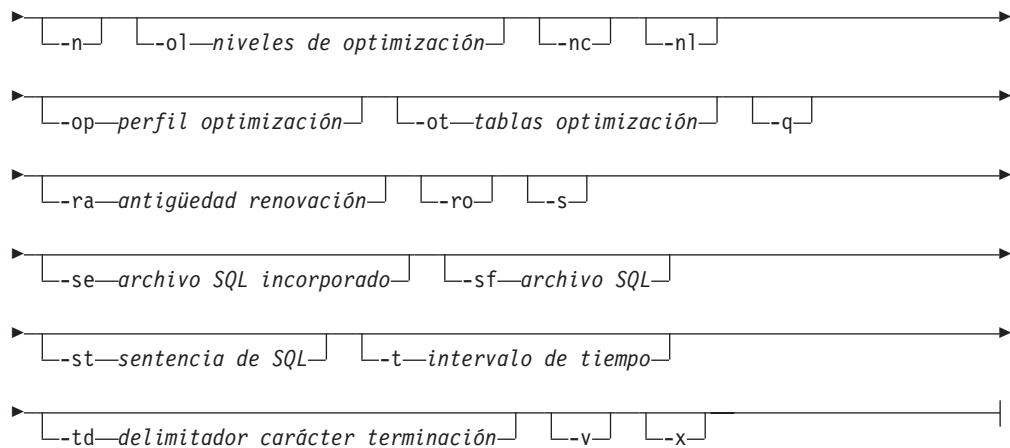 -n -ol niveles de optimización -nc -nl
-op perfil optimización -ot tablas optimización -q
-ra antigüedad renovación -ro -s
-se archivo SQL incorporado -sf archivo SQL
-st sentencia de SQL -t intervalo de tiempo
-td delimitador carácter terminación -v -x